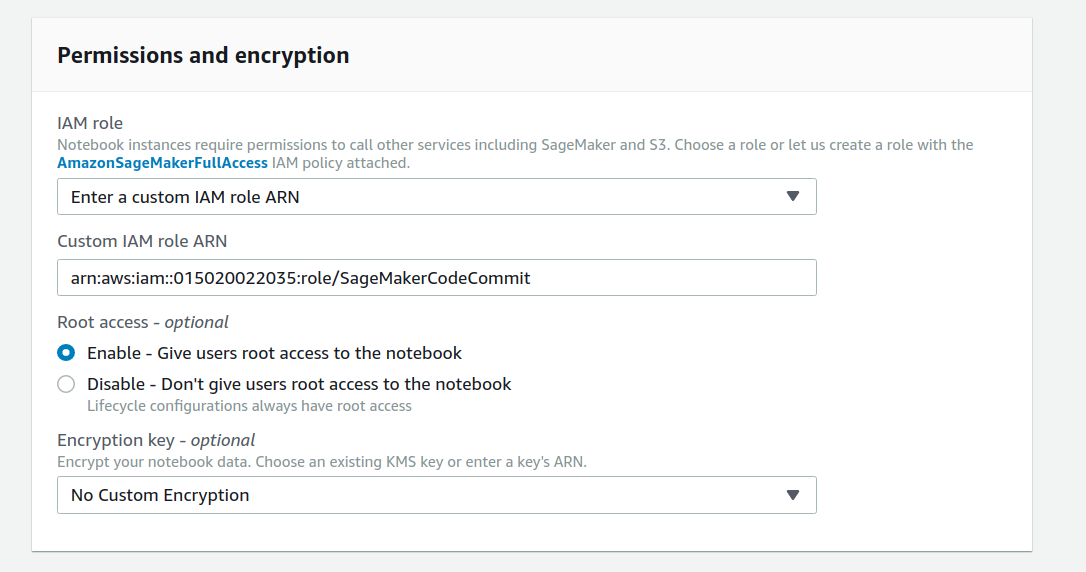 Permissions and encryption
IAM role
Notebook instances require permissions to call other services including SageMaker and S3. Choose a role or let us create a role with the
AmazonSageMakerFullAccess IAM policy attached.
Enter a custom IAM role ARN
Custom IAM role ARN
arn:aws:iam::015020022035:role/SageMakerCodeCommit
Root access - optional
Enable - Give users root access to the notebook
Disable - Don't give users root access to the notebook
Lifecycle configurations always have root access
Encryption key - optional
Encrypt your notebook data. Choose an existing KMS key or enter a key's ARN.
No Custom Encryption